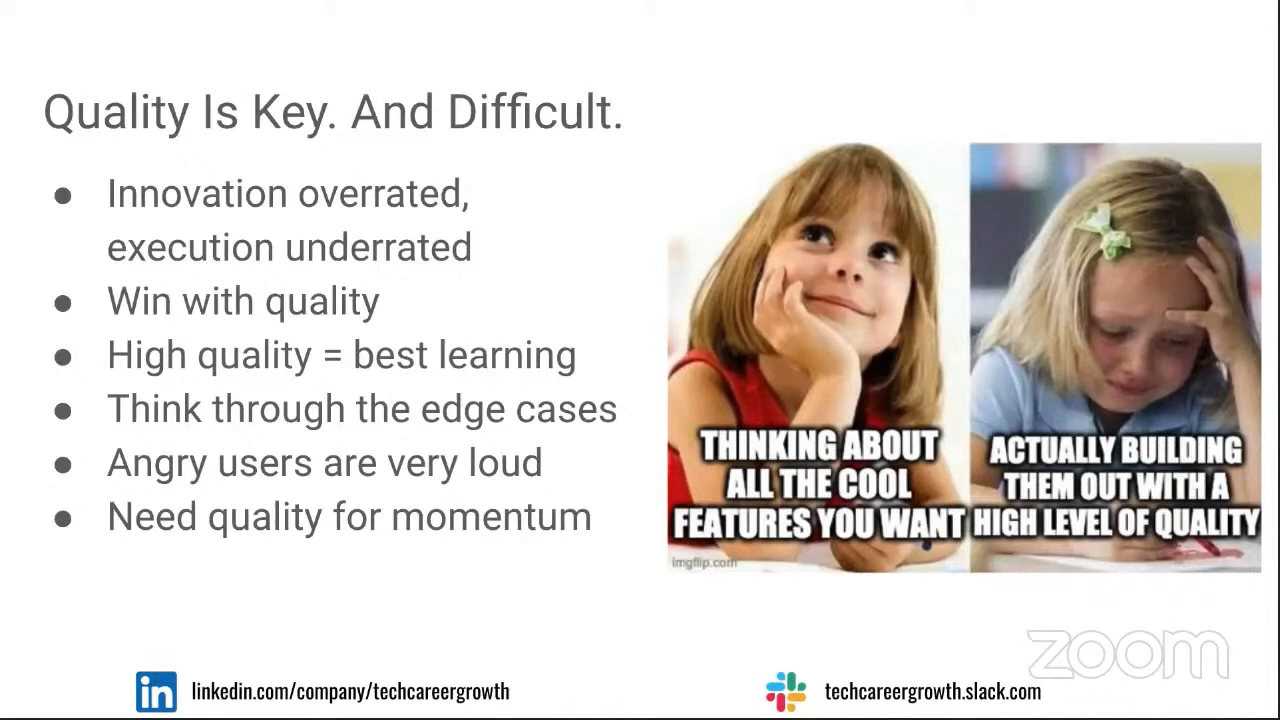 Quality Is Key. And Difficult.
● Innovation overrated,
execution underrated
● Win with quality
● High quality = best learning
● Think through the edge cases
● Angry users are very loud
● Need quality for momentum
THINKING ABOUT
ALL THE COOL
FEATURES YOU WANT
ACTUALLY BUILDING
THEM OUT WITH A
HIGH LEVEL OF QUALITY
imgflip.com
zoom
in linkedin.com/company/techcareergrowth
techcareergrowth.slack.com